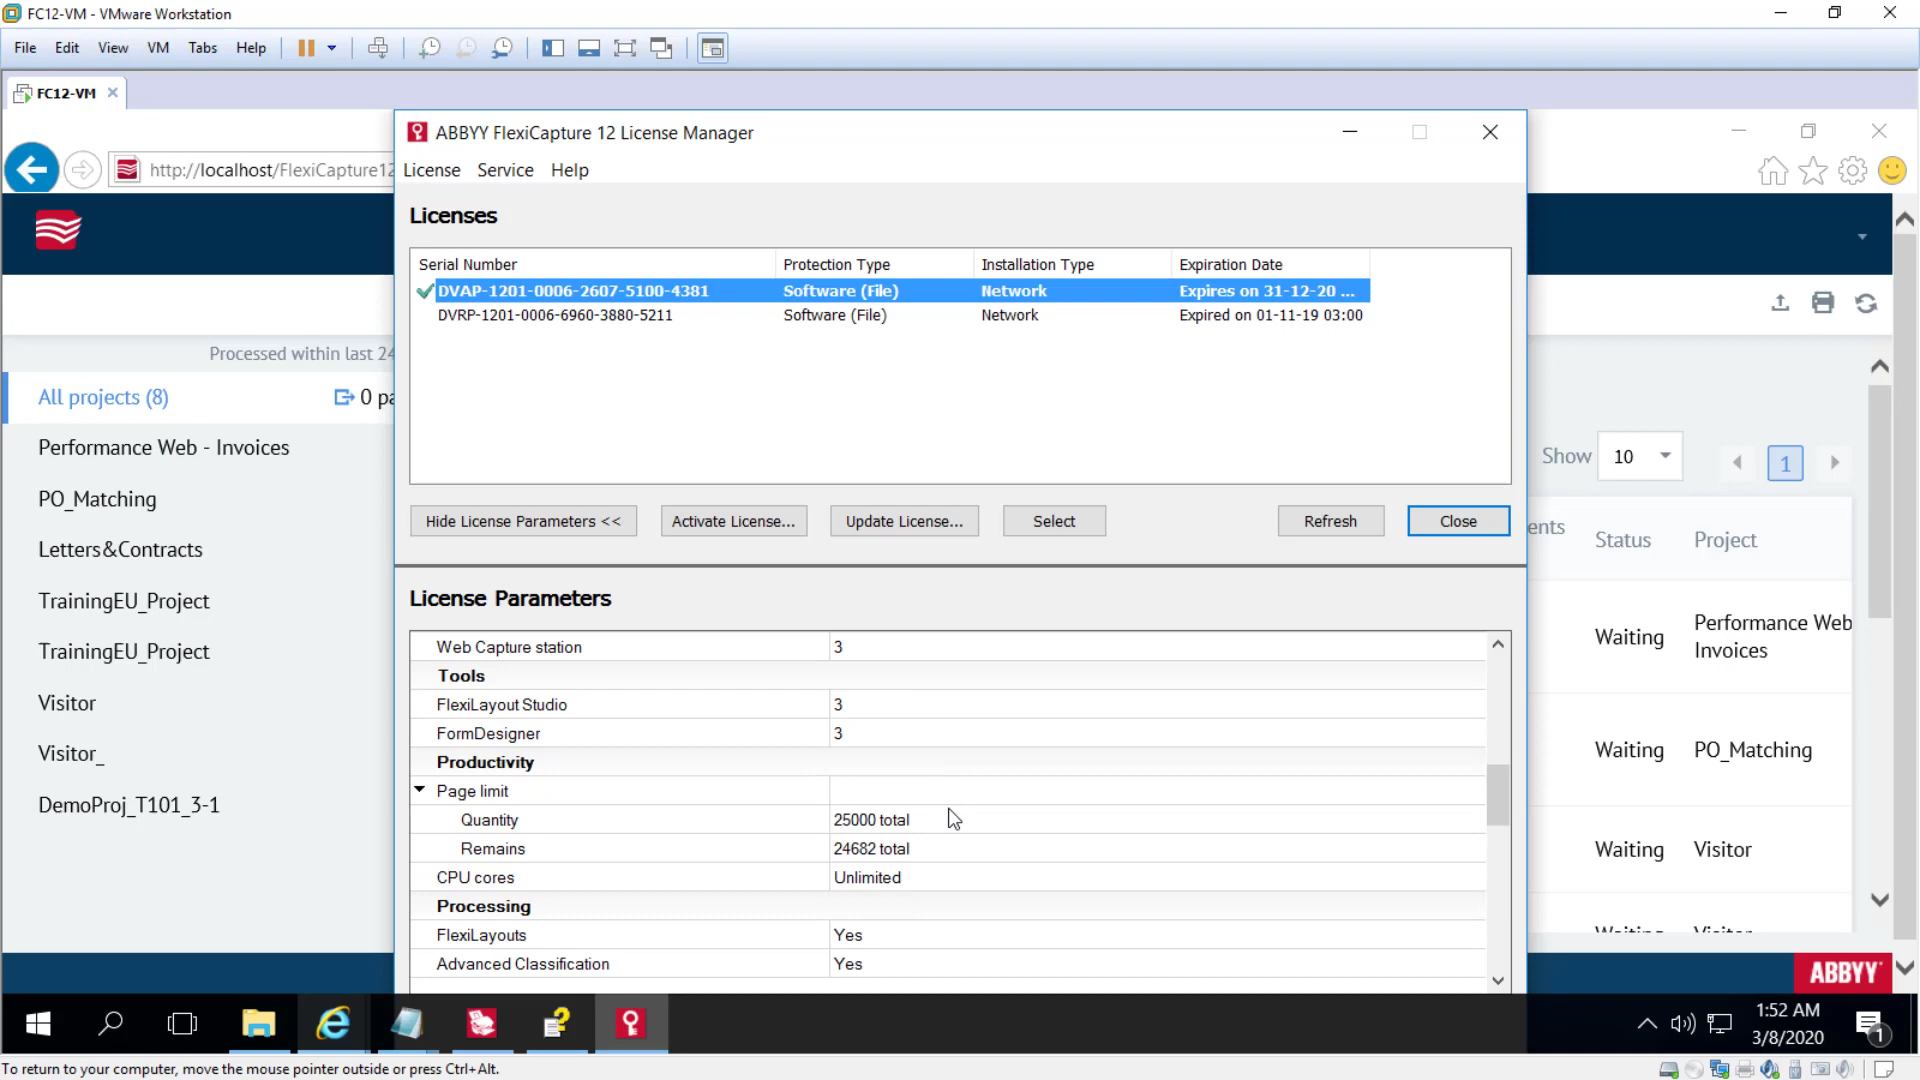 FC12-VM - VMware Workstation
File Edit View VM Tabs Help
FC12-VM
http://localhost/FlexiCapture12
ABBYY FlexiCapture 12 License Manager
License Service Help
Licenses
Serial Number Protection Type Installation Type Expiration Date
DVAP-1201-0006-2607-5100-4381 Software (File) Network Expires on 31-12-20 ...
DVRP-1201-0006-6960-3880-5211 Software (File) Network Expired on 01-11-19 03:00
Hide License Parameters << Activate License... Update License... Select Refresh Close
License Parameters
Web Capture station 3
Tools
FlexiLayout Studio 3
FormDesigner 3
Productivity
Page limit
Quantity 25000 total
Remains 24682 total
CPU cores Unlimited
Processing
FlexiLayouts Yes
Advanced Classification Yes
Processed within last 24
All projects (8) 0 pa
Performance Web - Invoices
PO_Matching
Letters&Contracts
TrainingEU_Project
TrainingEU_Project
Visitor
Visitor_
DemoProj_T101_3-1
Show 10 1
ents Status Project
Waiting Performance Web
Invoices
Waiting PO_Matching
Waiting Visitor
Waiting Visitor
ABBYY
1:52 AM
3/8/2020
1
To return to your computer, move the mouse pointer outside or press Ctrl+Alt.